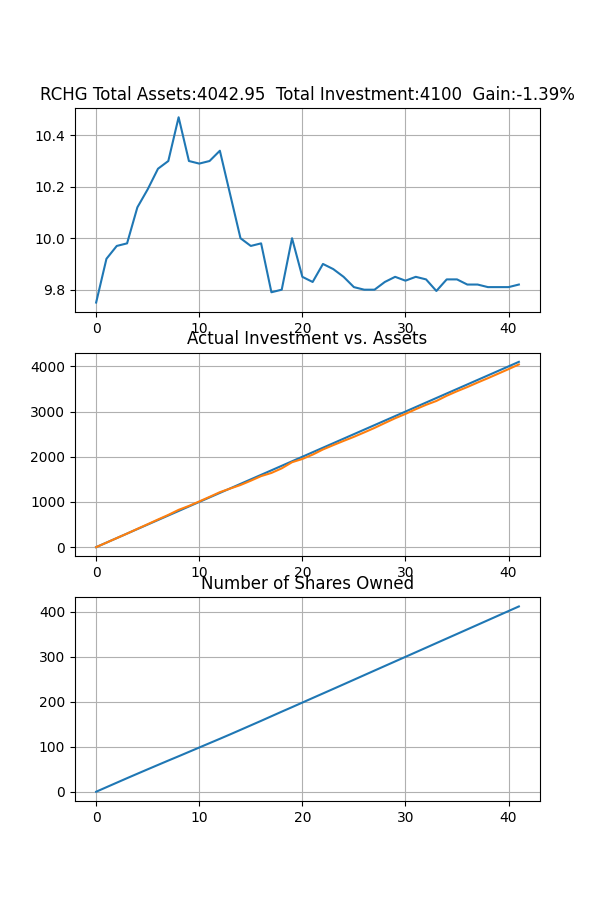 RCHG Total Assets:4042.95  Total Investment:4100  Gain:-1.39%
10.4
10.2
10.0
9.8
0 10 20 30 40
Actual Investment vs. Assets
4000
3000
2000
1000
0
0 10 20 30 40
Number of Shares Owned
400
300
200
100
0
0 10 20 30 40